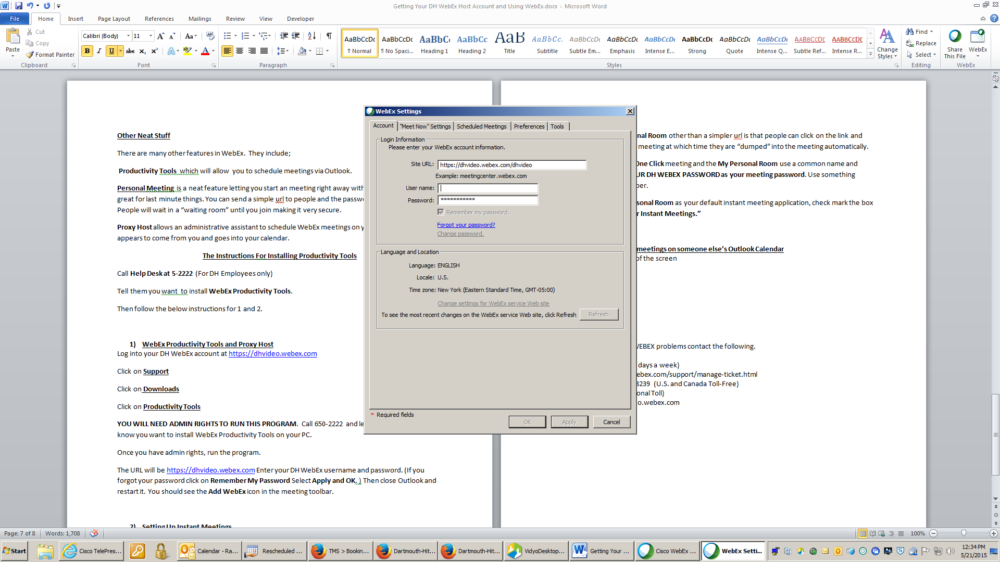 Getting Your DH WebEx Host Account and Using WebEx.docx - Microsoft Word
File Home Insert Page Layout References Mailings Review View Developer
Paste Cut Copy Format Painter
Calibri (Body) 11
AaBbCcDc AaBbCcDc AaBbCc AaBbCc AaB AaBbCc. AaBbCcDc AaBbCcDc AaBbCcDc AaBbCcDc AaBbCcDc AaBbCcDc AABBCCDD AABBCCDD
¶ Normal ¶ No Spaci... Heading 1 Heading 2 Title Subtitle Subtle Em... Emphasis Intense E... Strong Quote Intense Q... Subtle Ref... Intense R...
Change Styles
Find Replace Select
Share This File WebEx
Clipboard Font Paragraph Styles Editing WebEx
Other Neat Stuff
There are many other features in WebEx. They include;
Productivity Tools which will allow you to schedule meetings via Outlook.
Personal Meeting is a neat feature letting you start an meeting right away with
great for last minute things. You can send a simple url to people and the passw
People will wait in a “waiting room” until you join making it very secure.
Proxy Host allows an administrative assistant to schedule WebEx meetings on y
appears to come from you and goes into your calendar.
The Instructions For Installing Productivity Tools
Call Help Desk at 5-2222 (For DH Employees only)
Tell them you want to install WebEx Productivity Tools.
Then follow the below instructions for 1 and 2.
1) WebEx Productivity Tools and Proxy Host
Log into your DH WebEx account at https://dhvideo.webex.com
Click on Support
Click on Downloads
Click on Productivity Tools
YOU WILL NEED ADMIN RIGHTS TO RUN THIS PROGRAM. Call 650-2222 and le
know you want to install WebEx Productivity Tools on your PC.
Once you have admin rights, run the program.
The URL will be https://dhvideo.webex.com Enter your DH WebEx username and password. (If you
forgot your password click on Remember My Password Select Apply and OK. ) Then close Outlook and
restart it. You should see the Add WebEx icon in the meeting toolbar.
2) Setting Up Instant Meetings
WebEx Settings
Account "Meet Now" Settings Scheduled Meetings Preferences Tools
Login Information
Please enter your WebEx account information.
Site URL: https://dhvideo.webex.com/dhvideo
Example: meetingcenter.webex.com
User name:
Password: ***********
Remember my password.
Forgot your password?
Change password.
Language and Location
Language: ENGLISH
Locale: U.S.
Time zone: New York (Eastern Standard Time, GMT-05:00)
Change settings for WebEx service Web site
To see the most recent changes on the WebEx service Web site, click Refresh Refresh
* Required fields
OK Apply Cancel
nal Room other than a simpler url is that people can click on the link and
meeting at which time they are “dumped” into the meeting automatically.
One Click meeting and the My Personal Room use a common name and
UR DH WEBEX PASSWORD as your meeting password. Use something
ber.
sonal Room as your default instant meeting application, check mark the box
r Instant Meetings.”
meetings on someone else’s Outlook Calendar
of the screen
WEBEX problems contact the following.
days a week)
ebex.com/support/manage-ticket.html
3239 (U.S. and Canada Toll-Free)
onal Toll)
o.webex.com
Page: 7 of 8 Words: 1,708 100%
Start Cisco TelePres... Calendar - Ra... Rescheduled ... TMS > Bookin... Dartmouth-Hit... Dartmouth-Hit... VidyoDesktop... Getting Your ... Cisco WebEx ... WebEx Setti...
12:34 PM
5/21/2015